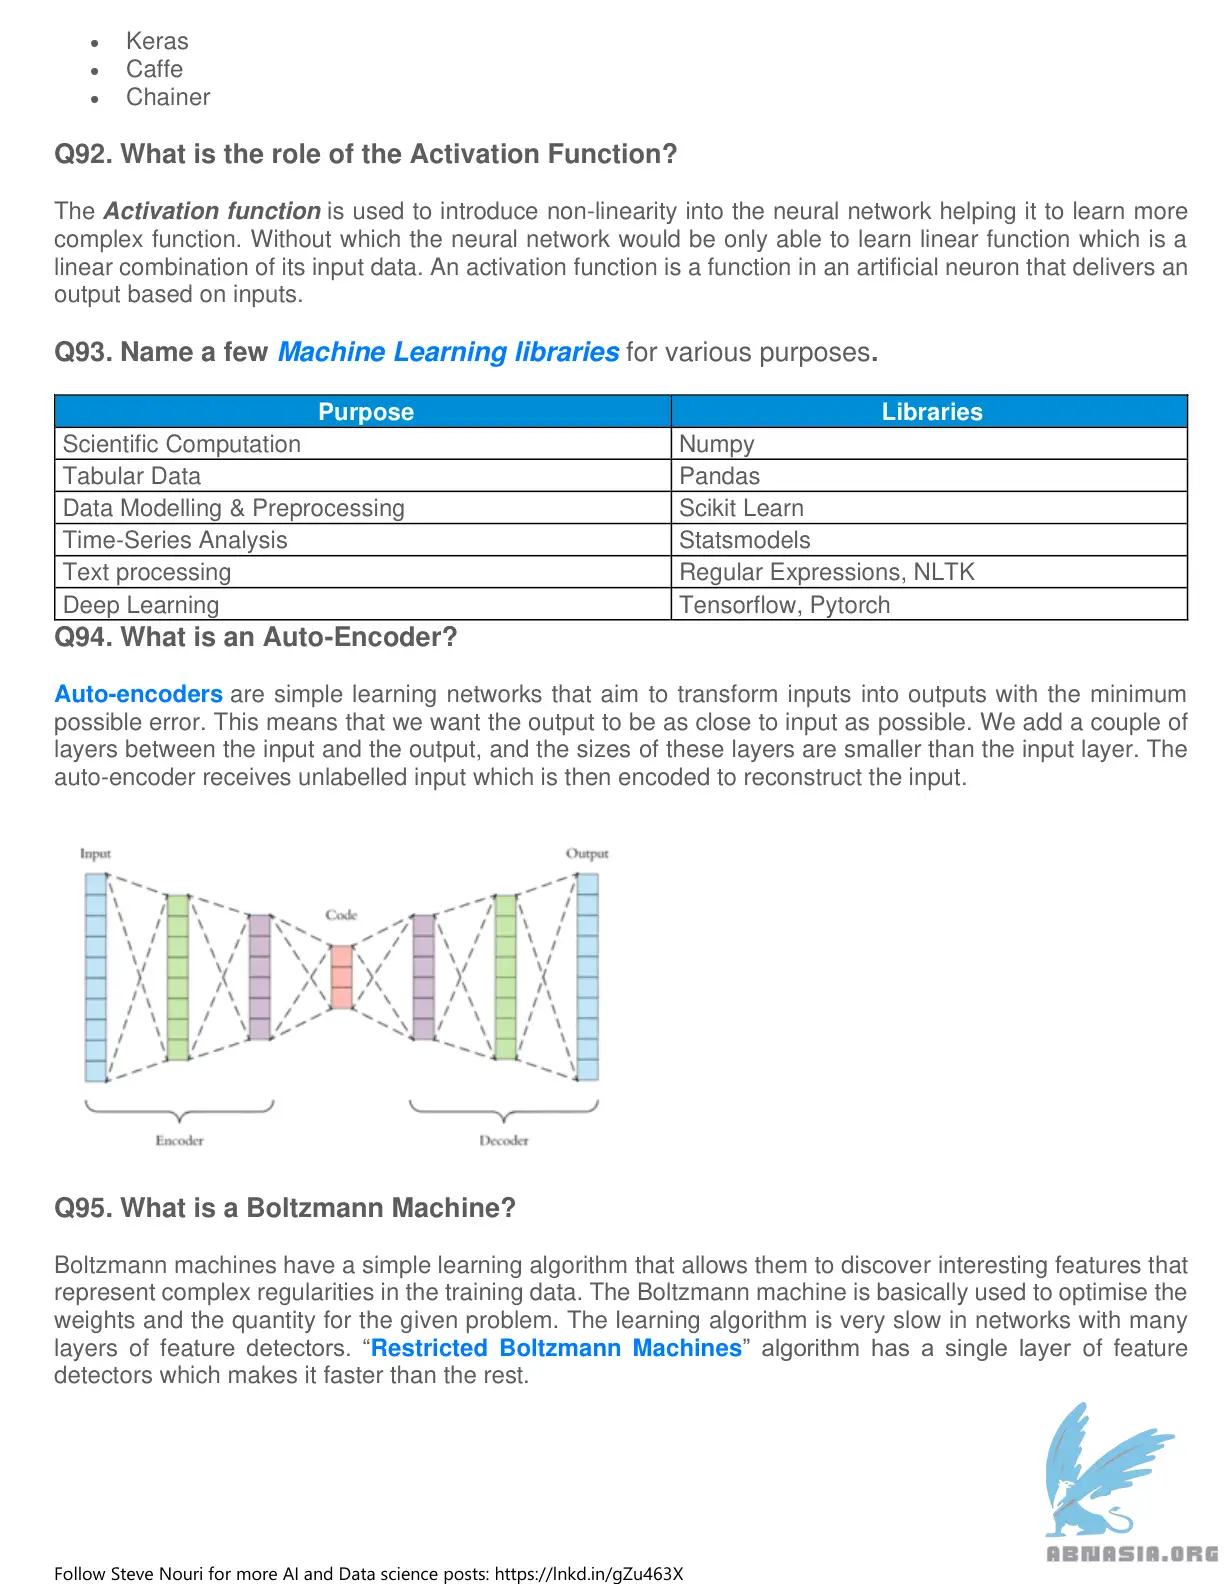 • Keras
• Caffe
• Chainer
Q92. What is the role of the Activation Function?
The Activation function is used to introduce non-linearity into the neural network helping it to learn more
complex function. Without which the neural network would be only able to learn linear function which is a
linear combination of its input data. An activation function is a function in an artificial neuron that delivers an
output based on inputs.
Q93. Name a few Machine Learning libraries for various purposes.
Purpose Libraries
Scientific Computation Numpy
Tabular Data Pandas
Data Modelling & Preprocessing Scikit Learn
Time-Series Analysis Statsmodels
Text processing Regular Expressions, NLTK
Deep Learning Tensorflow, Pytorch
Q94. What is an Auto-Encoder?
Auto-encoders are simple learning networks that aim to transform inputs into outputs with the minimum
possible error. This means that we want the output to be as close to input as possible. We add a couple of
layers between the input and the output, and the sizes of these layers are smaller than the input layer. The
auto-encoder receives unlabelled input which is then encoded to reconstruct the input.
Input Output
Code
Encoder Decoder
Q95. What is a Boltzmann Machine?
Boltzmann machines have a simple learning algorithm that allows them to discover interesting features that
represent complex regularities in the training data. The Boltzmann machine is basically used to optimise the
weights and the quantity for the given problem. The learning algorithm is very slow in networks with many
layers of feature detectors. “Restricted Boltzmann Machines” algorithm has a single layer of feature
detectors which makes it faster than the rest.
ABNASIA.ORG
Follow Steve Nouri for more AI and Data science posts: https://lnkd.in/gZu463X